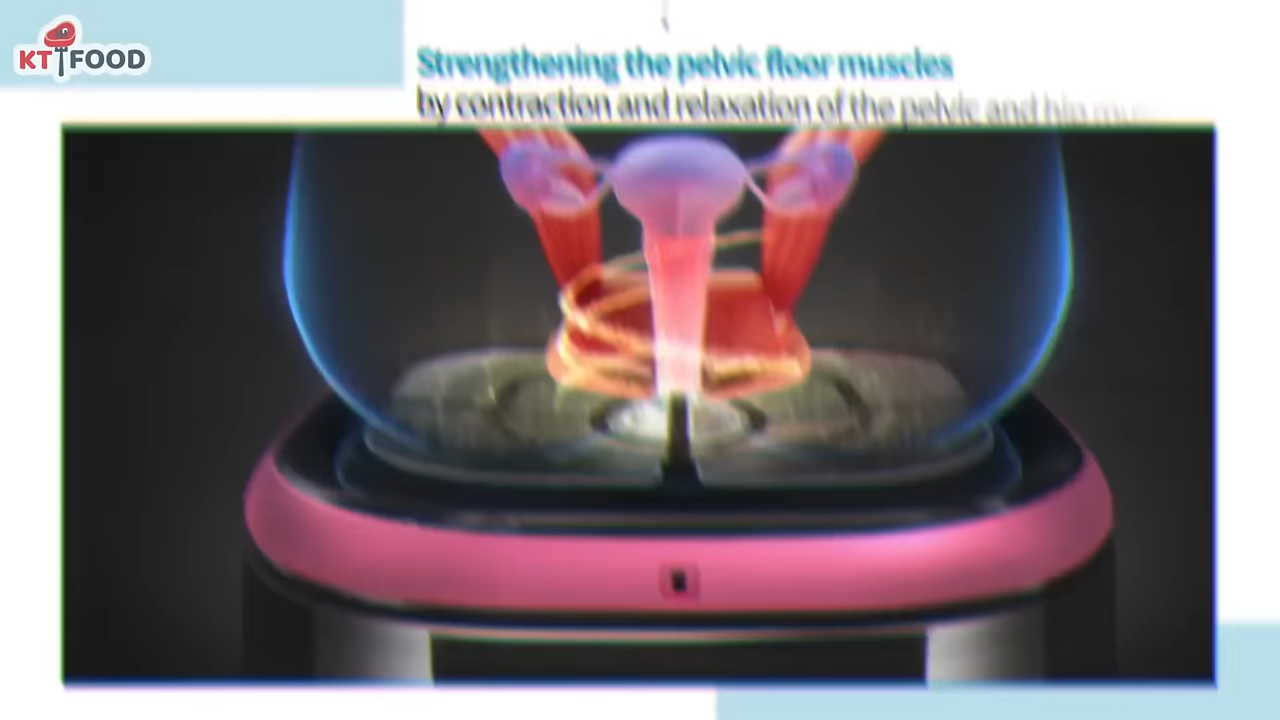 KT FOOD
Strengthening the pelvic floor muscles
by contraction and relaxation of the pelvic and hip